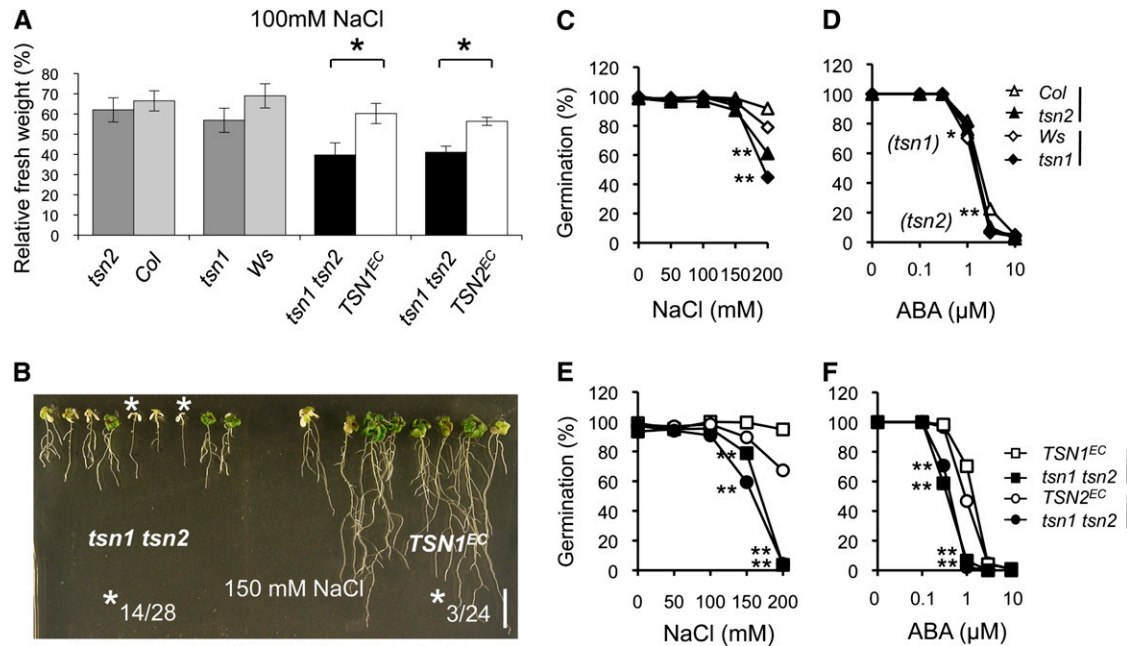 A
100mM NaCl
Relative fresh weight (%)
80
70
60
50
40
30
20
10
0
*
*
tsn2
Col
tsn1
Ws
tsn1 tsn2
TSN1EC
tsn1 tsn2
TSN2EC
B
*
*
tsn1 tsn2
TSN1EC
150 mM NaCl
*14/28
*3/24
C
Germination (%)
120
100
80
60
40
20
0
**
**
0 50 100 150 200
NaCl (mM)
D
120
100
80
60
40
20
0
(tsn1) *
(tsn2) **
0 0.1 1 10
ABA (µM)
Col
tsn2
Ws
tsn1
E
Germination (%)
120
100
80
60
40
20
0
**
**
**
**
0 50 100 150 200
NaCl (mM)
F
120
100
80
60
40
20
0
**
**
**
**
0 0.1 1 10
ABA (µM)
TSN1EC
tsn1 tsn2
TSN2EC
tsn1 tsn2